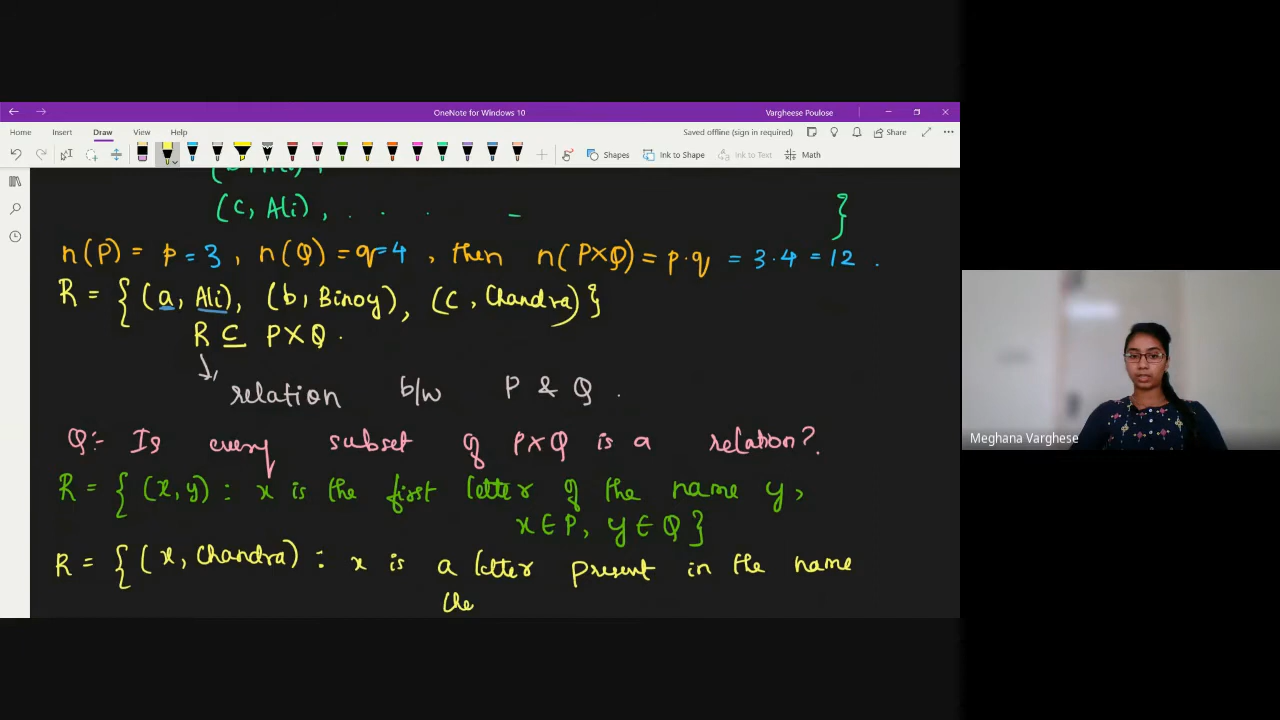 OneNote for Windows 10
Vargheese Poulose
Home Insert Draw View Help
Saved offline (sign in required)
Share
Shapes
Ink to Shape
Ink to Text
Math
(C, Ali), . . . - }
n(P) = p = 3, n(Q) = q = 4, then n(P×Q) = p·q = 3·4 = 12 .
R = { (a, Ali), (b, Binoy), (C, Chandra) }
R ⊆ P×Q .
relation b/w P & Q .
Q:- Is every subset of P×Q is a relation?
R = { (x, y) : x is the first letter of the name y,
x ∈ P, y ∈ Q }
R = { (x, Chandra) : x is a letter present in the name
Che
Meghana Varghese